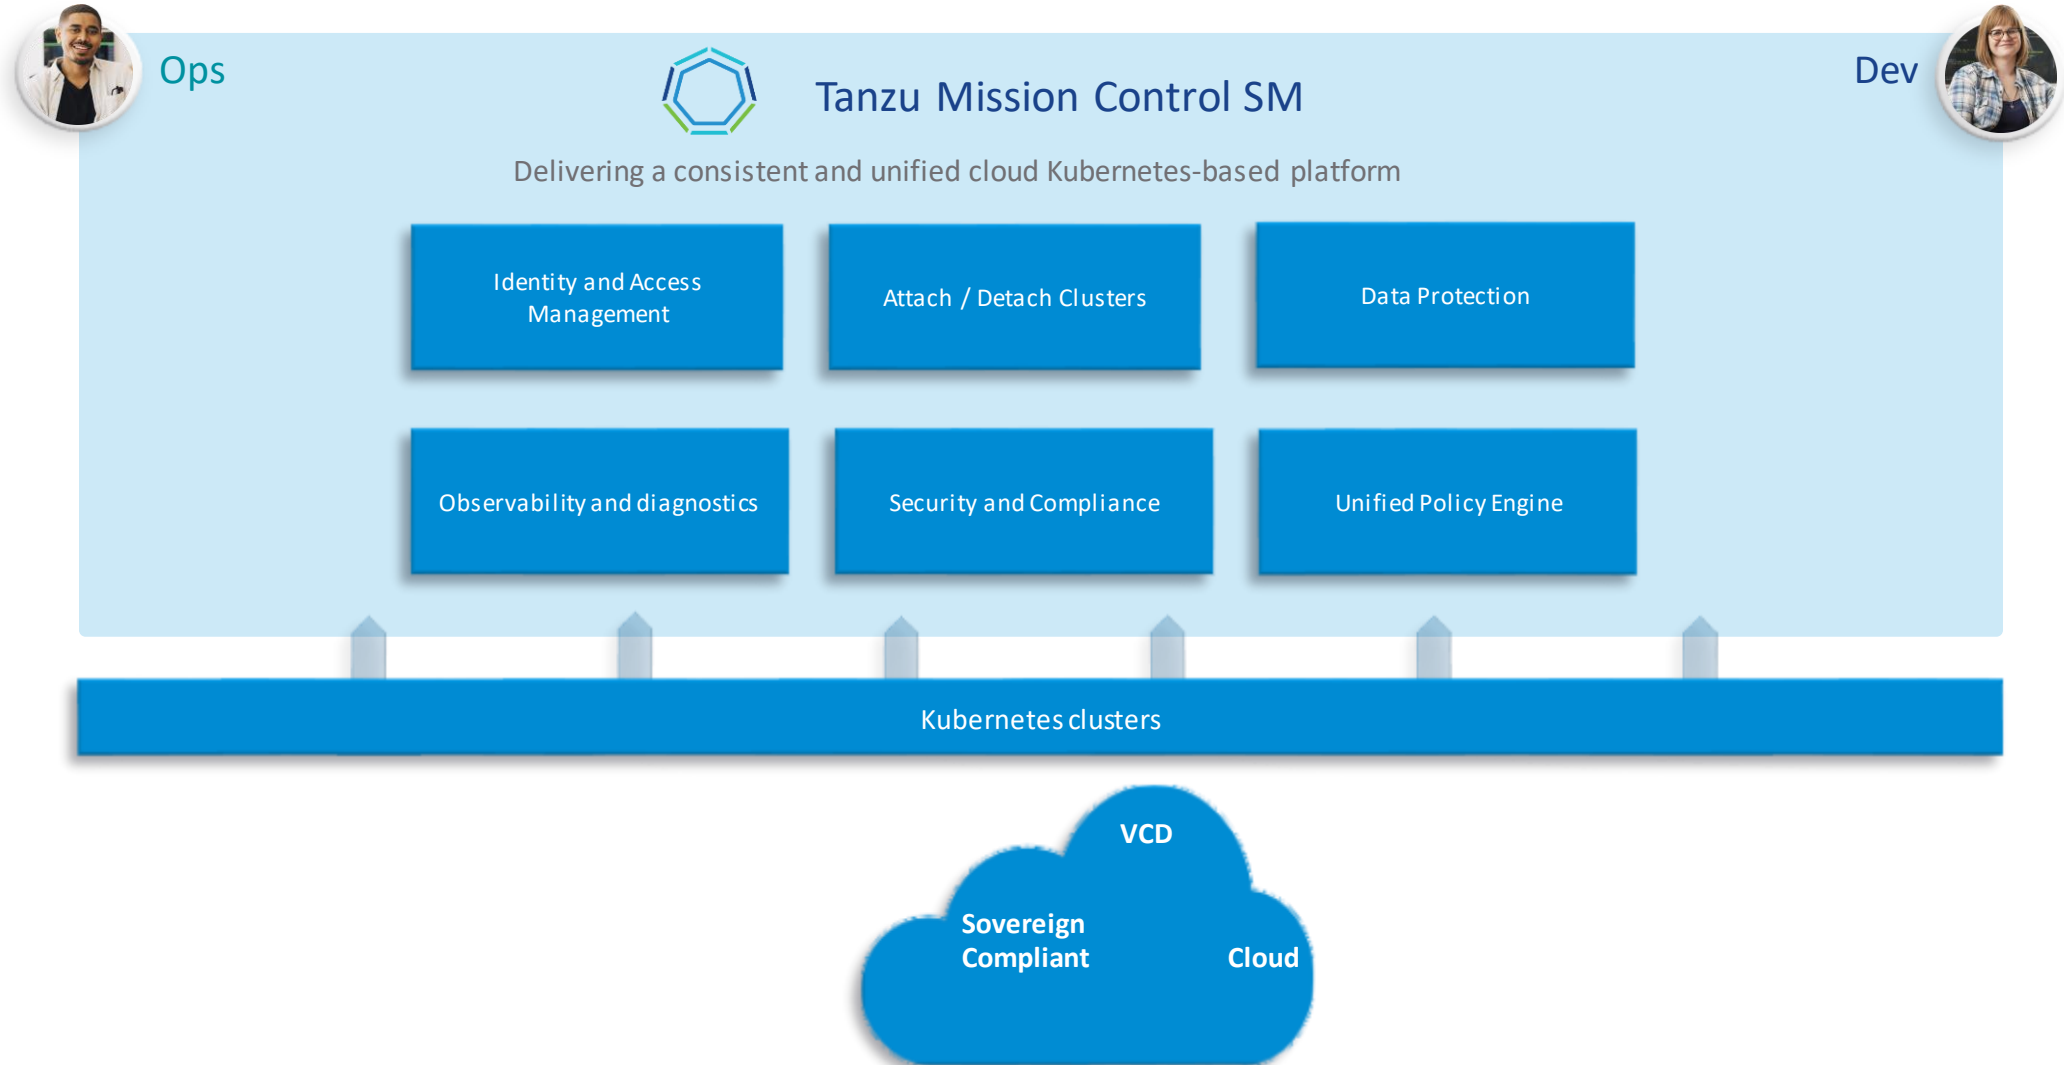 Ops
Tanzu Mission Control SM
Dev
Delivering a consistent and unified cloud Kubernetes-based platform
Identity and Access
Management
Attach / Detach Clusters
Data Protection
Observability and diagnostics
Security and Compliance
Unified Policy Engine
Kubernetes clusters
VCD
Sovereign
Compliant
Cloud